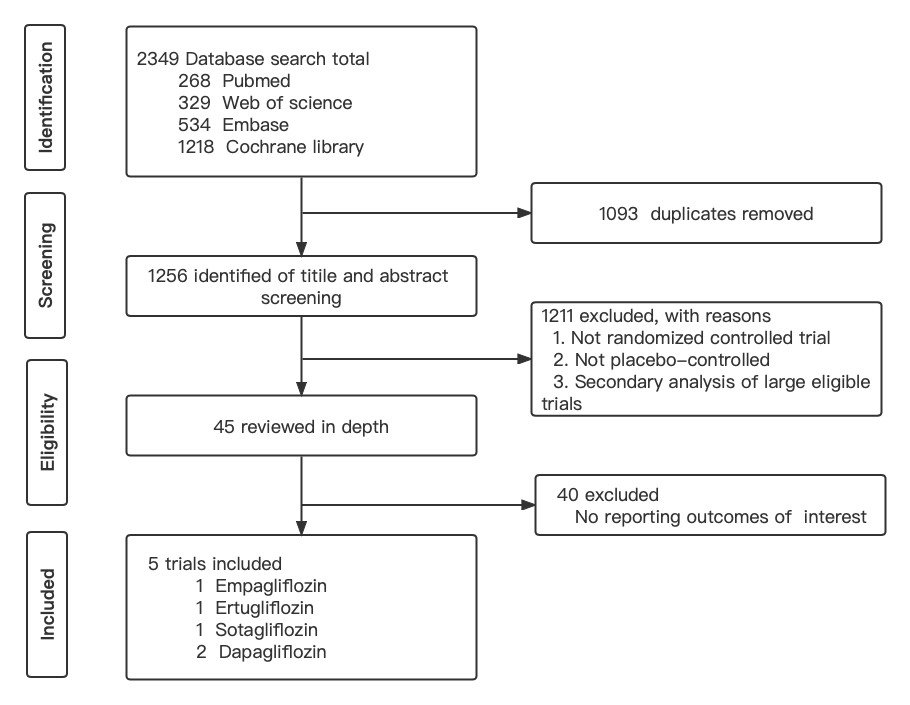 Identification
2349 Database search total
268 Pubmed
329 Web of science
534 Embase
1218 Cochrane library
1093 duplicates removed
Screening
1256 identified of titile and abstract
screening
1211 excluded, with reasons
1. Not randomized controlled trial
2. Not placebo-controlled
3. Secondary analysis of large eligible
trials
Eligibility
45 reviewed in depth
40 excluded
No reporting outcomes of interest
Included
5 trials included
1 Empagliflozin
1 Ertugliflozin
1 Sotagliflozin
2 Dapagliflozin